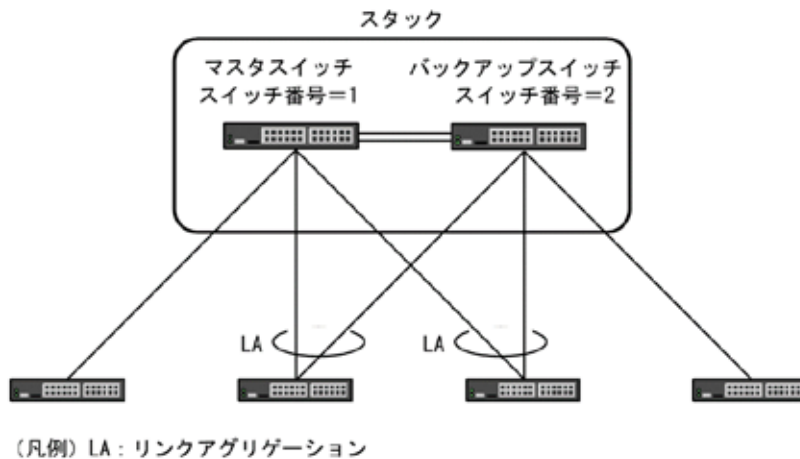 スタック
マスタスイッチ
スイッチ番号=1
バックアップスイッチ
スイッチ番号=2
LA
LA
(凡例) LA:リンクアグリゲーション